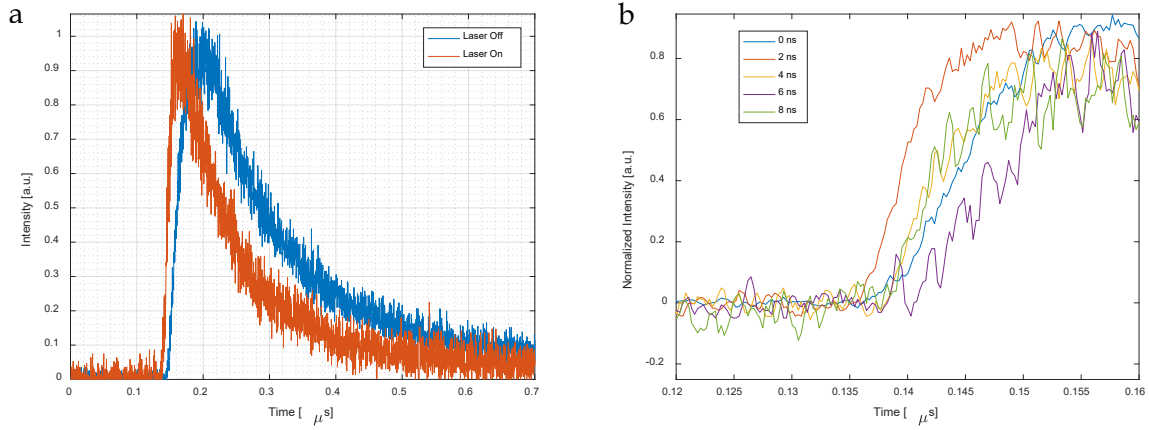 a
Laser Off
Laser On
1
0.9
0.8
0.7
0.6
0.5
0.4
0.3
0.2
0.1
0
Intensity [a.u.]
0 0.1 0.2 0.3 0.4 0.5 0.6 0.7
Time [ μs]
b
0 ns
2 ns
4 ns
6 ns
8 ns
0.8
0.6
0.4
0.2
0
-0.2
Normalized Intensity [a.u.]
0.12 0.125 0.13 0.135 0.14 0.145 0.15 0.155 0.16
Time [ μs]